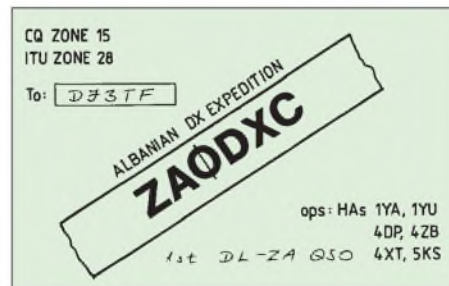 CQ ZONE 15
ITU ZONE 28
To: DJ3TF
ALBANIAN DX EXPEDITION
ZAØDXC
ops: HAs 1YA, 1YU
4DP, 4ZB
1st DL-ZA QSO 4XT, 5KS